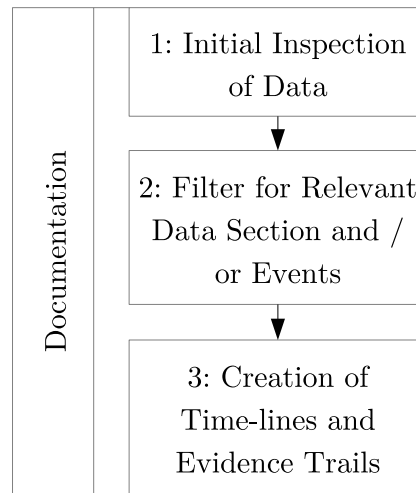 Documentation
1: Initial Inspection
of Data
2: Filter for Relevant
Data Section and /
or Events
3: Creation of
Time-lines and
Evidence Trails